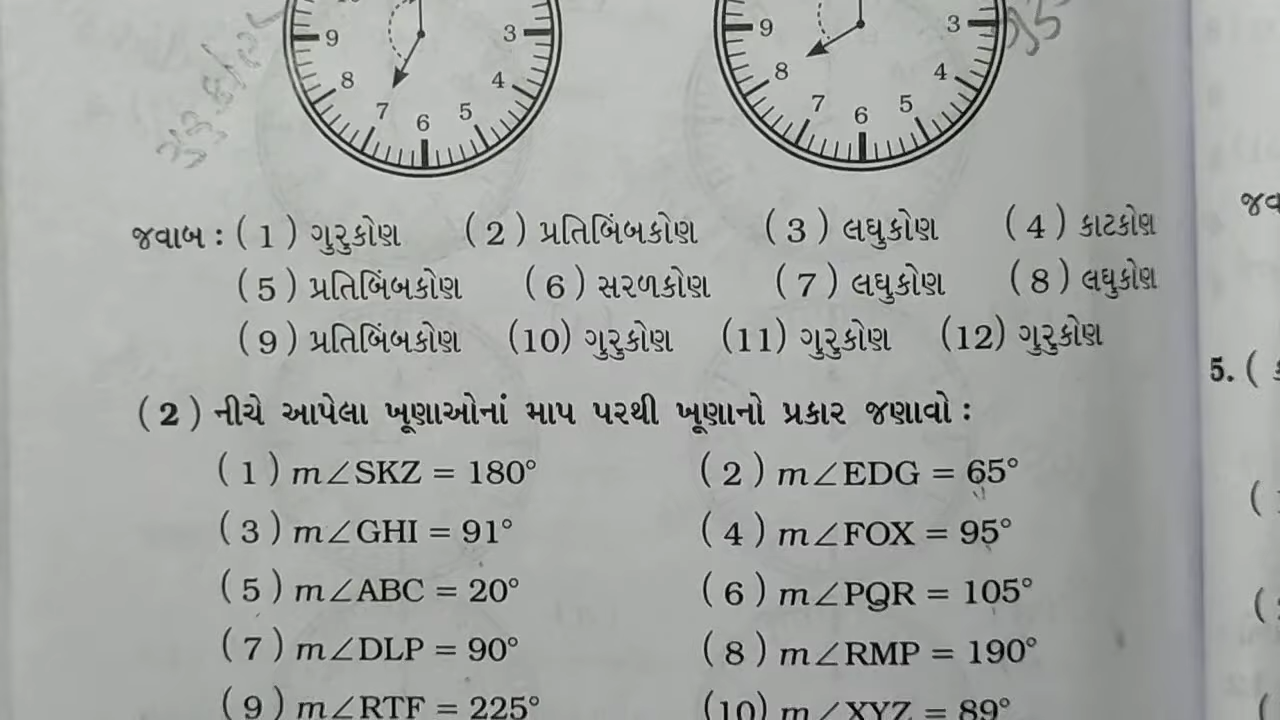 9 3
8 4
7 6 5
9 3
8 4
7 6 5
જવાબ : ( 1 ) ગુરુકોણ ( 2 ) પ્રતિબિંબકોણ ( 3 ) લઘુકોણ ( 4 ) કાટકોણ
( 5 ) પ્રતિબિંબકોણ ( 6 ) સરળકોણ ( 7 ) લઘુકોણ ( 8 ) લઘુકોણ
( 9 ) પ્રતિબિંબકોણ (10) ગુરુકોણ (11) ગુરુકોણ (12) ગુરુકોણ
( 2 ) નીચે આપેલા ખૂણાઓનાં માપ પરથી ખૂણાનો પ્રકાર જણાવો :
( 1 ) m∠SKZ = 180° ( 2 ) m∠EDG = 65°
( 3 ) m∠GHI = 91° ( 4 ) m∠FOX = 95°
( 5 ) m∠ABC = 20° ( 6 ) m∠PQR = 105°
( 7 ) m∠DLP = 90° ( 8 ) m∠RMP = 190°
( 9 ) m∠RTF = 225° (10) m∠XYZ = 89°
5. (